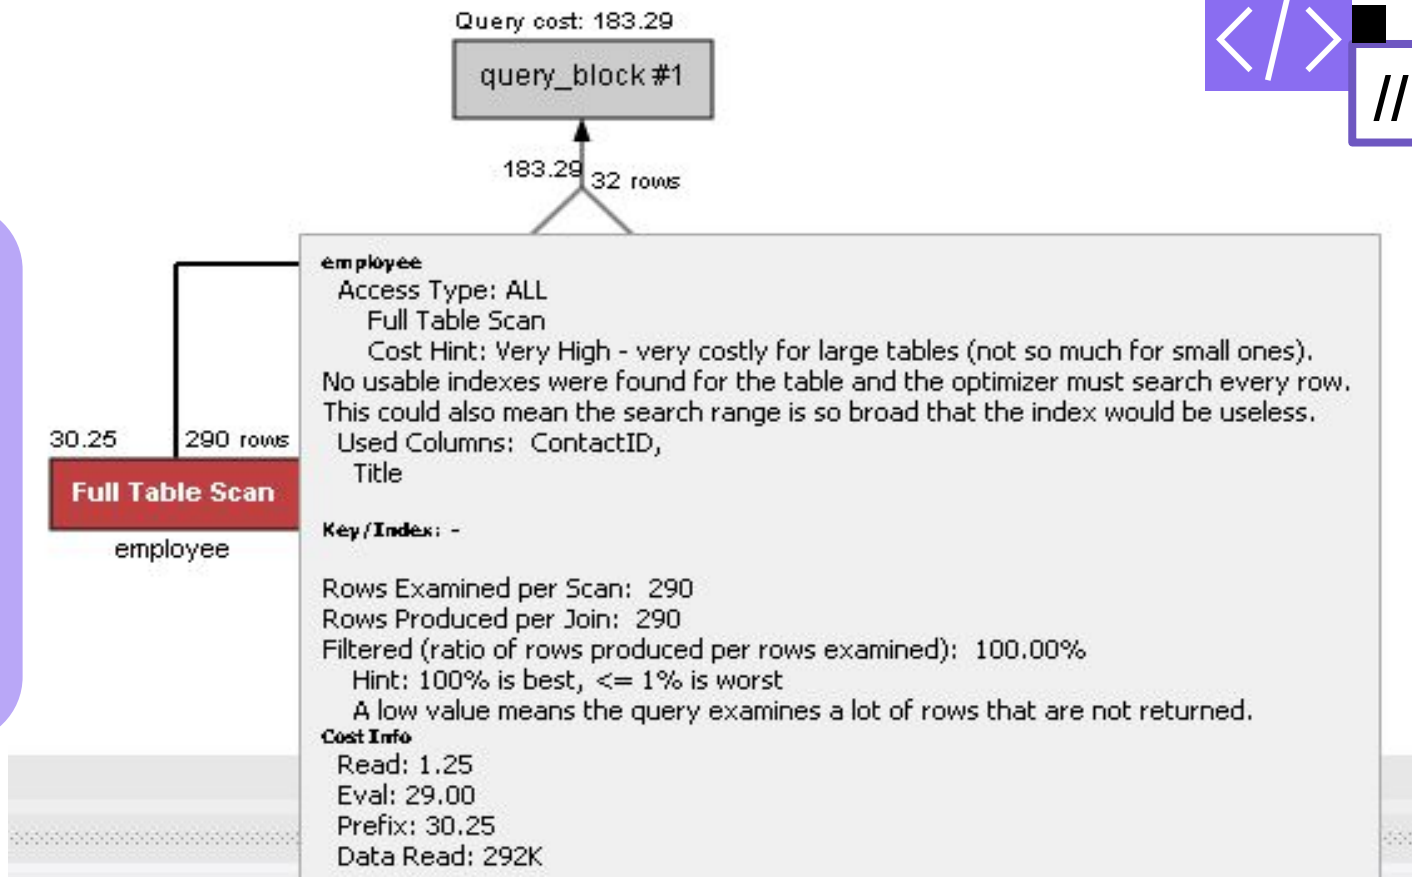 Query cost: 183.29
query_block #1
183.29
32 rows
employee
Access Type: ALL
Full Table Scan
Cost Hint: Very High - very costly for large tables (not so much for small ones).
No usable indexes were found for the table and the optimizer must search every row.
This could also mean the search range is so broad that the index would be useless.
Used Columns:  ContactID,
Title
Key/Index: -
Rows Examined per Scan:  290
Rows Produced per Join:  290
Filtered (ratio of rows produced per rows examined):  100.00%
Hint: 100% is best, <= 1% is worst
A low value means the query examines a lot of rows that are not returned.
Cost Info
Read: 1.25
Eval: 29.00
Prefix: 30.25
Data Read: 292K
30.25
290 rows
Full Table Scan
employee
</>
//